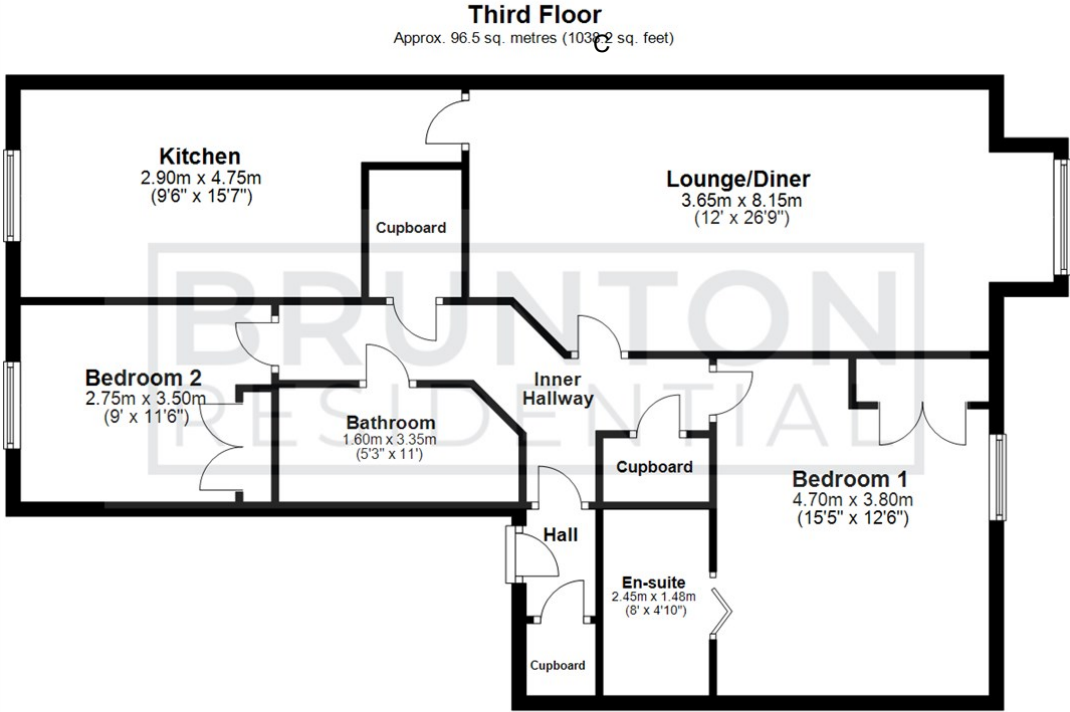 Third Floor
Approx. 96.5 sq. metres (1038.2 sq. feet)
C
Kitchen
2.90m x 4.75m
(9'6" x 15'7")
Lounge/Diner
3.65m x 8.15m
(12' x 26'9")
Cupboard
BRUNTON
RESIDENTIAL
Bedroom 2
2.75m x 3.50m
(9' x 11'6")
Inner
Hallway
Bathroom
1.60m x 3.35m
(5'3" x 11')
Cupboard
Bedroom 1
4.70m x 3.80m
(15'5" x 12'6")
Hall
En-suite
2.45m x 1.48m
(8' x 4'10")
Cupboard